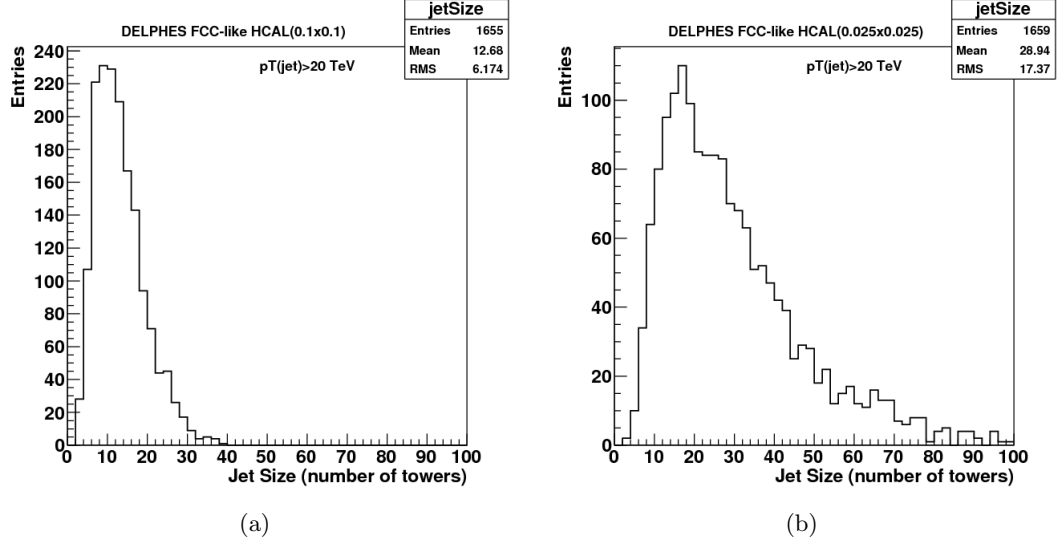 DELPHES FCC-like HCAL(0.1x0.1)
jetSize
Entries 1655
Mean 12.68
RMS 6.174
pT(jet)>20 TeV
Entries
240
220
200
180
160
140
120
100
80
60
40
20
0
0 10 20 30 40 50 60 70 80 90 100
Jet Size (number of towers)
(a)
DELPHES FCC-like HCAL(0.025x0.025)
jetSize
Entries 1659
Mean 28.94
RMS 17.37
pT(jet)>20 TeV
Entries
100
80
60
40
20
0
0 10 20 30 40 50 60 70 80 90 100
Jet Size (number of towers)
(b)